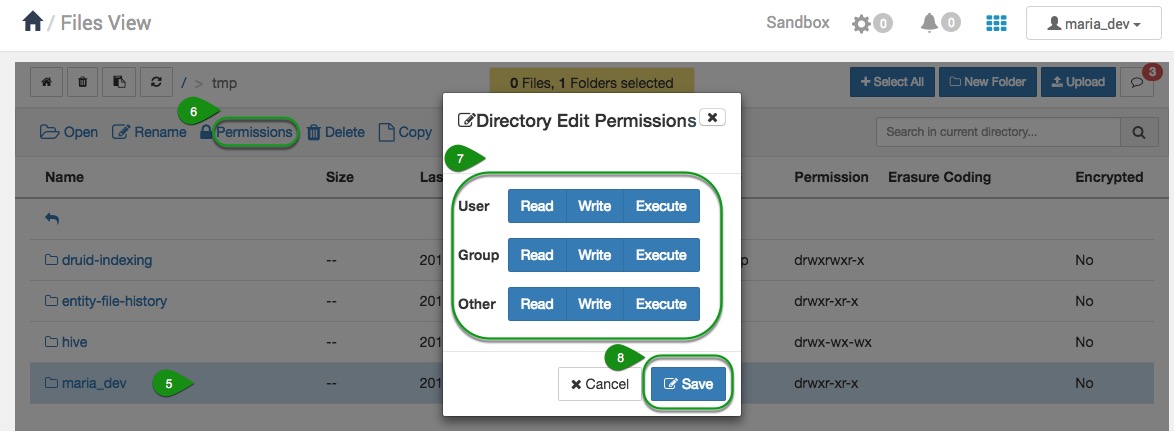 / Files View
Sandbox 0 0 maria_dev
/ > tmp
0 Files, 1 Folders selected
Select All New Folder Upload 3
6
Open Rename Permissions Delete Copy
Search in current directory...
Directory Edit Permissions
7
Name Size Las Permission Erasure Coding Encrypted
User Read Write Execute
druid-indexing -- 201 p drwxrwxr-x No
Group Read Write Execute
entity-file-history -- 201 drwxr-xr-x No
Other Read Write Execute
hive -- 201 drwx-wx-wx No
8
maria_dev 5 -- 201 drwxr-xr-x No
Cancel Save